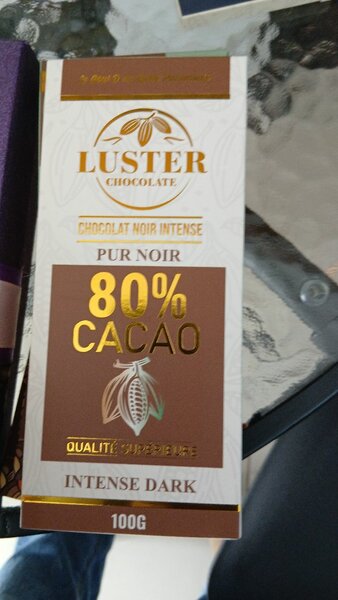 LUSTER
CHOCOLATE
CHOCOLAT NOIR INTENSE
PUR NOIR
80%
CACAO
QUALITÉ SUPÉRIEURE
INTENSE DARK
100G